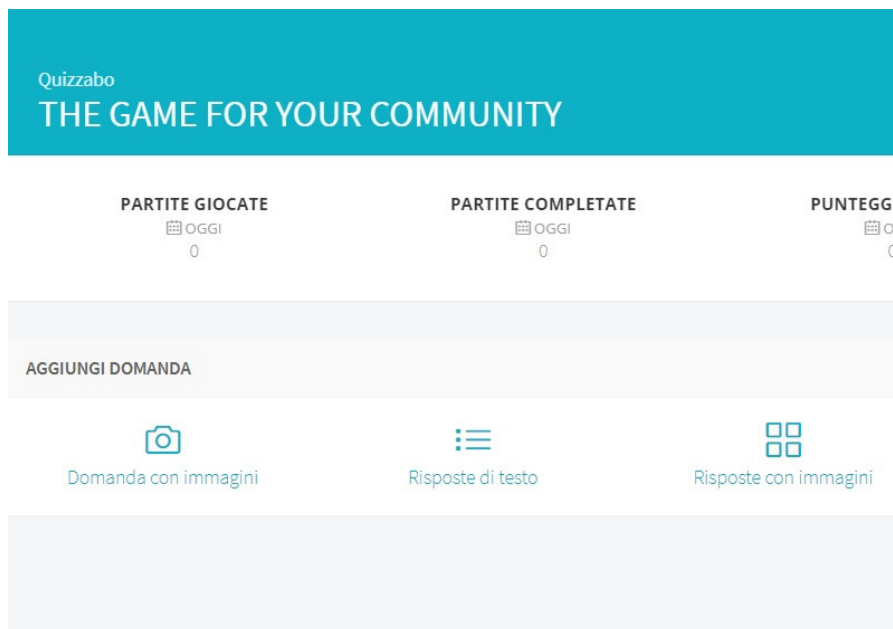 Quizzabo
THE GAME FOR YOUR COMMUNITY
PARTITE GIOCATE
OGGI
0
PARTITE COMPLETATE
OGGI
0
PUNTEGG
AGGIUNGI DOMANDA
Domanda con immagini
Risposte di testo
Risposte con immagini